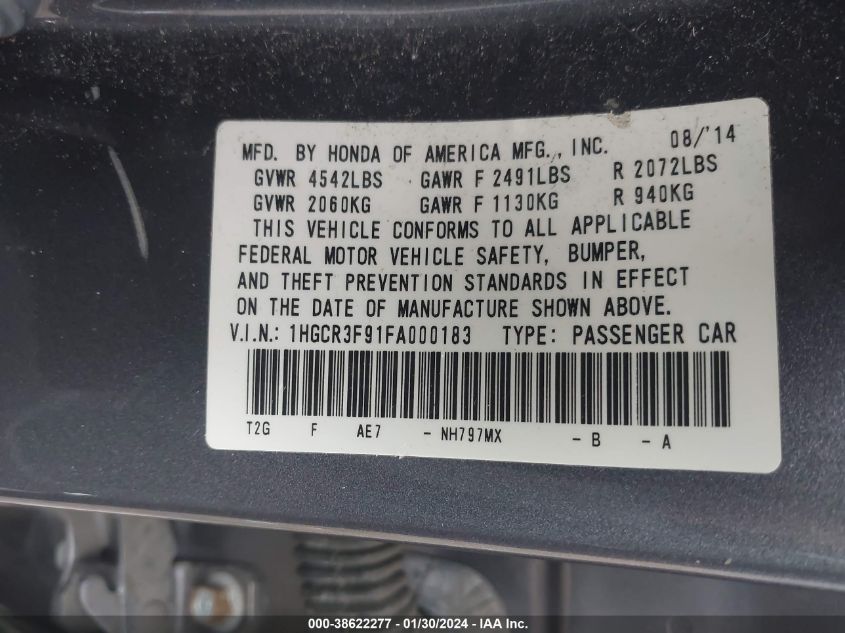 MFD. BY HONDA OF AMERICA MFG., INC. 08/'14
GVWR 4542LBS GAWR F 2491LBS R 2072LBS
GVWR 2060KG GAWR F 1130KG R 940KG
THIS VEHICLE CONFORMS TO ALL APPLICABLE
FEDERAL MOTOR VEHICLE SAFETY, BUMPER,
AND THEFT PREVENTION STANDARDS IN EFFECT
ON THE DATE OF MANUFACTURE SHOWN ABOVE.
V.I.N.: 1HGCR3F91FA000183 TYPE: PASSENGER CAR
T2G F AE7 - NH797MX - B - A
000-38622277 - 01/30/2024 - IAA Inc.